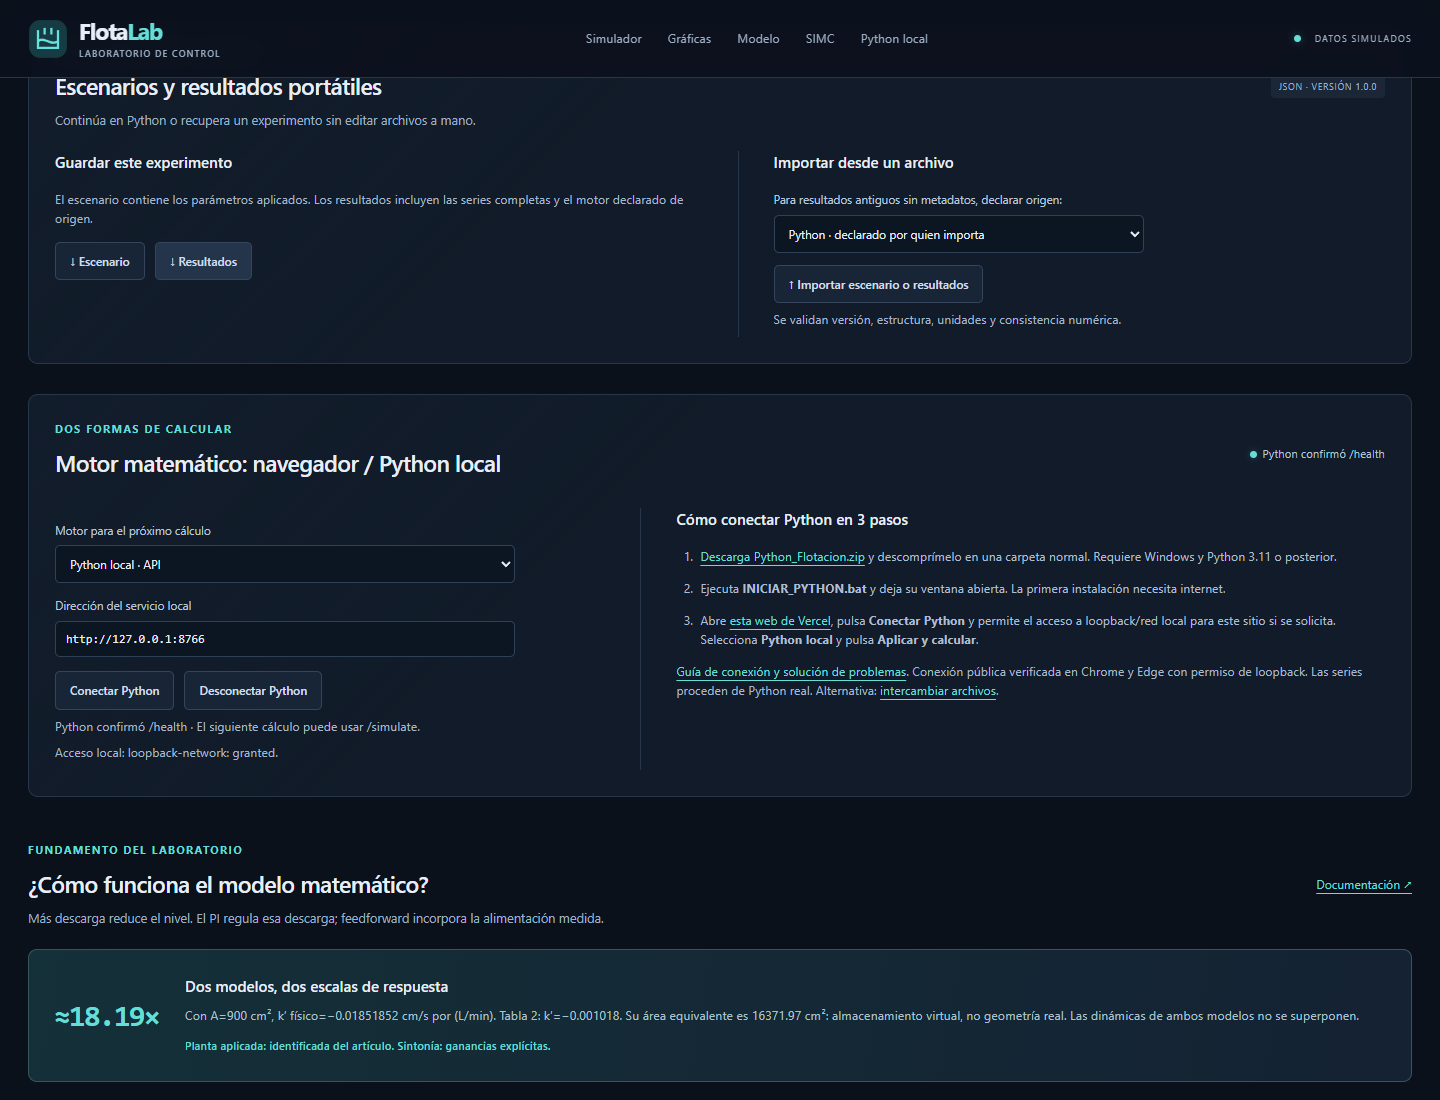 FlotaLab
LABORATORIO DE CONTROL
Simulador
Gráficas
Modelo
SIMC
Python local
DATOS SIMULADOS
Escenarios y resultados portátiles
JSON · VERSIÓN 1.0.0
Continúa en Python o recupera un experimento sin editar archivos a mano.
Guardar este experimento
El escenario contiene los parámetros aplicados. Los resultados incluyen las series completas y el motor declarado de
origen.
↓ Escenario
↓ Resultados
Importar desde un archivo
Para resultados antiguos sin metadatos, declarar origen:
Python · declarado por quien importa
↑ Importar escenario o resultados
Se validan versión, estructura, unidades y consistencia numérica.
DOS FORMAS DE CALCULAR
Motor matemático: navegador / Python local
Python confirmó /health
Motor para el próximo cálculo
Python local · API
Dirección del servicio local
http://127.0.0.1:8766
Conectar Python
Desconectar Python
Python confirmó /health · El siguiente cálculo puede usar /simulate.
Acceso local: loopback-network: granted.
Cómo conectar Python en 3 pasos
1. Descarga Python_Flotacion.zip y descomprímelo en una carpeta normal. Requiere Windows y Python 3.11 o posterior.
2. Ejecuta INICIAR_PYTHON.bat y deja su ventana abierta. La primera instalación necesita internet.
3. Abre esta web de Vercel, pulsa Conectar Python y permite el acceso a loopback/red local para este sitio si se solicita.
Selecciona Python local y pulsa Aplicar y calcular.
Guía de conexión y solución de problemas. Conexión pública verificada en Chrome y Edge con permiso de loopback. Las series
proceden de Python real. Alternativa: intercambiar archivos.
FUNDAMENTO DEL LABORATORIO
¿Cómo funciona el modelo matemático?
Documentación ↗
Más descarga reduce el nivel. El PI regula esa descarga; feedforward incorpora la alimentación medida.
≈18.19×
Dos modelos, dos escalas de respuesta
Con A=900 cm², k′ físico=−0.01851852 cm/s por (L/min). Tabla 2: k′=−0.001018. Su área equivalente es 16371.97 cm²: almacenamiento virtual, no geometría real. Las dinámicas de ambos modelos no se superponen.
Planta aplicada: identificada del artículo. Sintonía: ganancias explícitas.